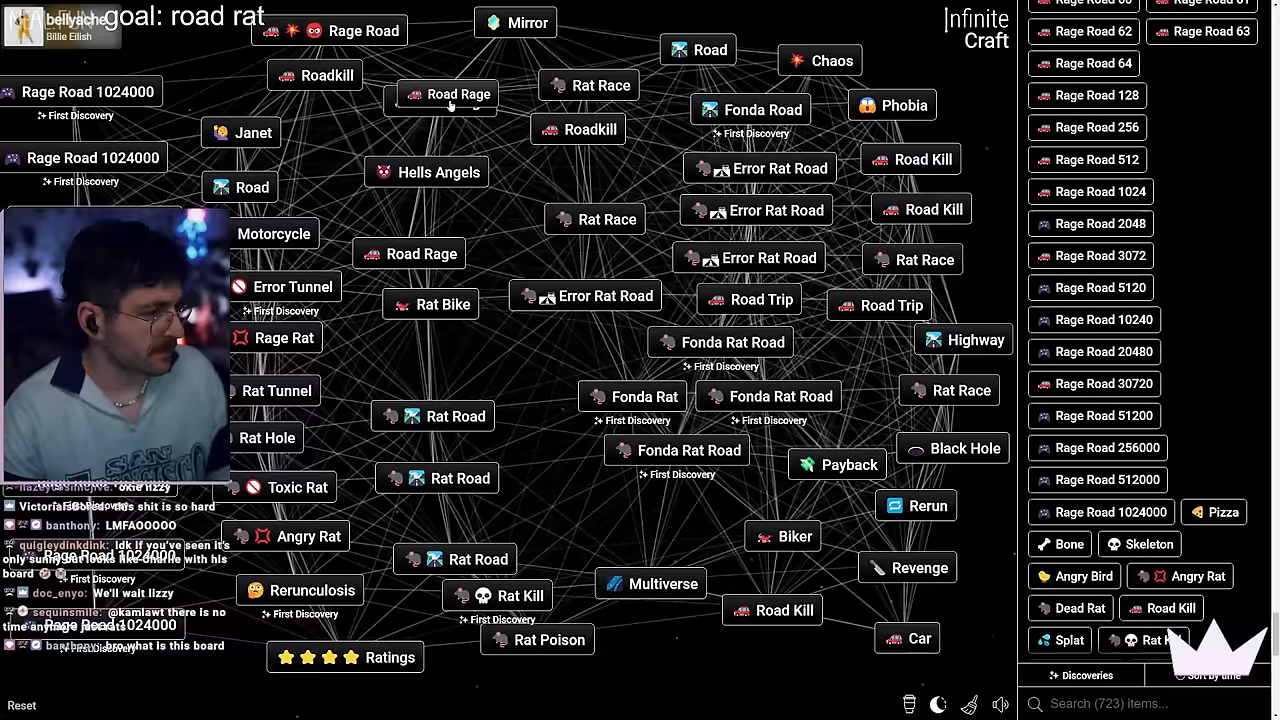 goal: road rat
bellyache
Billie Eilish
Rage Road
Mirror
Infinite
Craft
Road
Chaos
Roadkill
Road Rage
Rat Race
Rage Road 1024000
First Discovery
Fonda Road
First Discovery
Phobia
Janet
Roadkill
Rage Road 1024000
First Discovery
Hells Angels
Error Rat Road
Road Kill
Road
Rat Race
Error Rat Road
Road Kill
Motorcycle
Road Rage
Error Rat Road
Rat Race
Error Tunnel
First Discovery
Rat Bike
Error Rat Road
Road Trip
Road Trip
Rage Rat
Fonda Rat Road
First Discovery
Highway
Rat Tunnel
Fonda Rat
First Discovery
Fonda Rat Road
First Discovery
Rat Race
Rat Road
Rat Hole
Fonda Rat Road
First Discovery
Payback
Black Hole
Toxic Rat
Rat Road
Rerun
Angry Rat
Biker
Rat Road
Rerunculosis
First Discovery
Rat Kill
First Discovery
Multiverse
Revenge
Road Kill
Rat Poison
Car
Ratings
this shit is so hard
banthony: LMFAOOOOO
quigleydinkdink: Idk if you've seen it's
only sully but looks like Charlie with his
board
First Discovery
doc_enyo: We'll wait lizzy
sequinsmile: @kamlawt there is no
Rage Road 1024000
banthony: bro what is this board
Reset
Rage Road 62
Rage Road 63
Rage Road 64
Rage Road 128
Rage Road 256
Rage Road 512
Rage Road 1024
Rage Road 2048
Rage Road 3072
Rage Road 5120
Rage Road 10240
Rage Road 20480
Rage Road 30720
Rage Road 51200
Rage Road 256000
Rage Road 512000
Rage Road 1024000
Pizza
Bone
Skeleton
Angry Bird
Angry Rat
Dead Rat
Road Kill
Splat
Rat
Discoveries
Sort by time
Search (723) items...